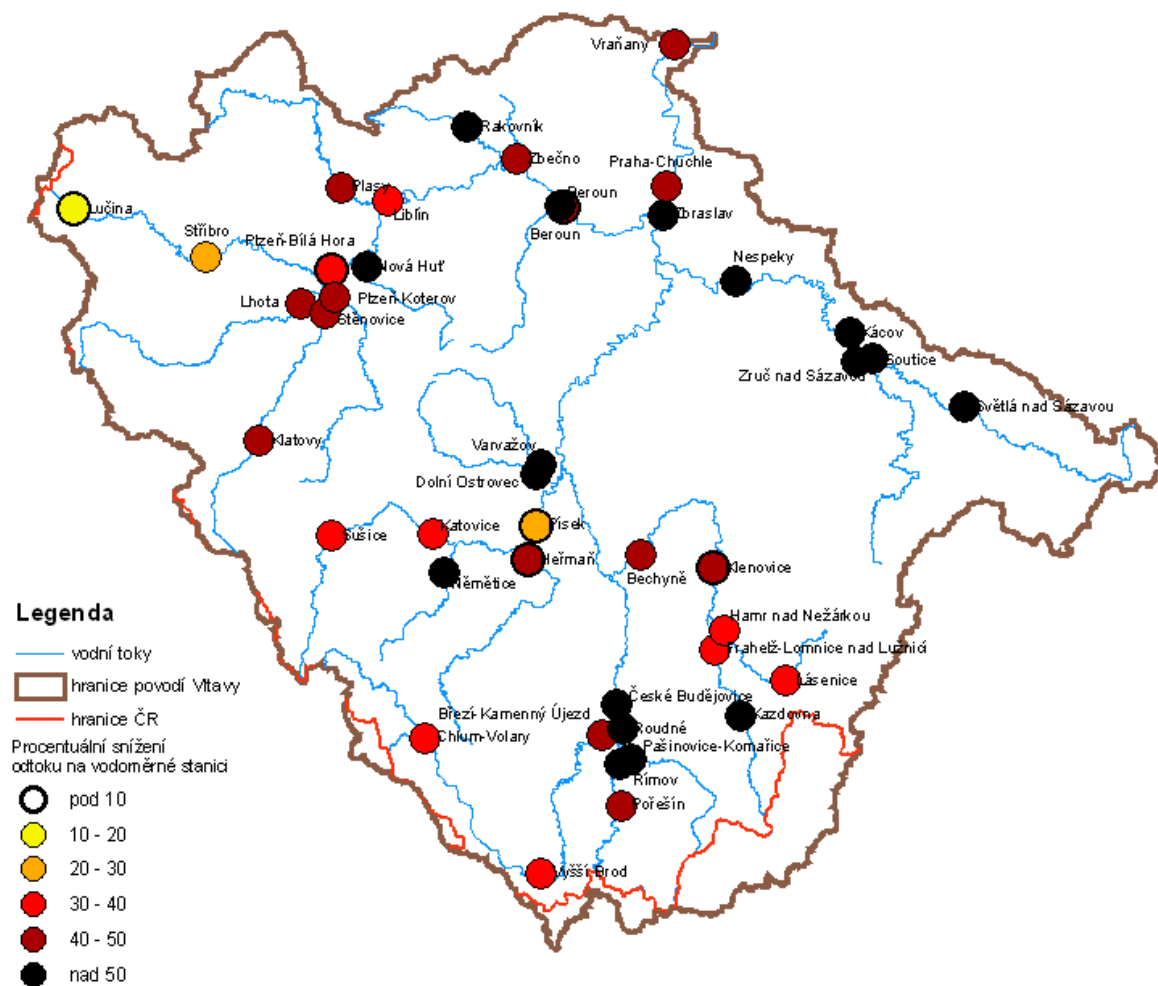 Vraňany
Rakovník
Zbečno
Praha-Chuchle
Plasy
Beroun
Lučina
Liblín
Zbraslav
Stříbro
Beroun
Plzeň-Bílá Hora
Nová Huť
Nespeky
Lhota
Plzeň Koterov
Štěnovice
Kácov
Soutice
Zruč nad Sázavou
Světlá nad Sázavou
Klatovy
Varvažov
Dolní Ostrovec
Sušice
Katovice
Písek
Heřmaň
Bechyně
Klenovice
Němětice
Legenda
Hamr nad Nežárkou
vodní toky
Frahelž-Lomnice nad Lužnicí
hranice povodí Vltavy
Lásenice
České Budějovice
hranice ČR
Březí-Kamenný Újezd
Roudné
Kazdovna
Chlum-Volary
Pašinovice-Komařice
Procentuální snížení
odtoku na vodoměrné stanici
Římov
pod 10
Pořešín
10 - 20
20 - 30
Vyšší Brod
30 - 40
40 - 50
nad 50